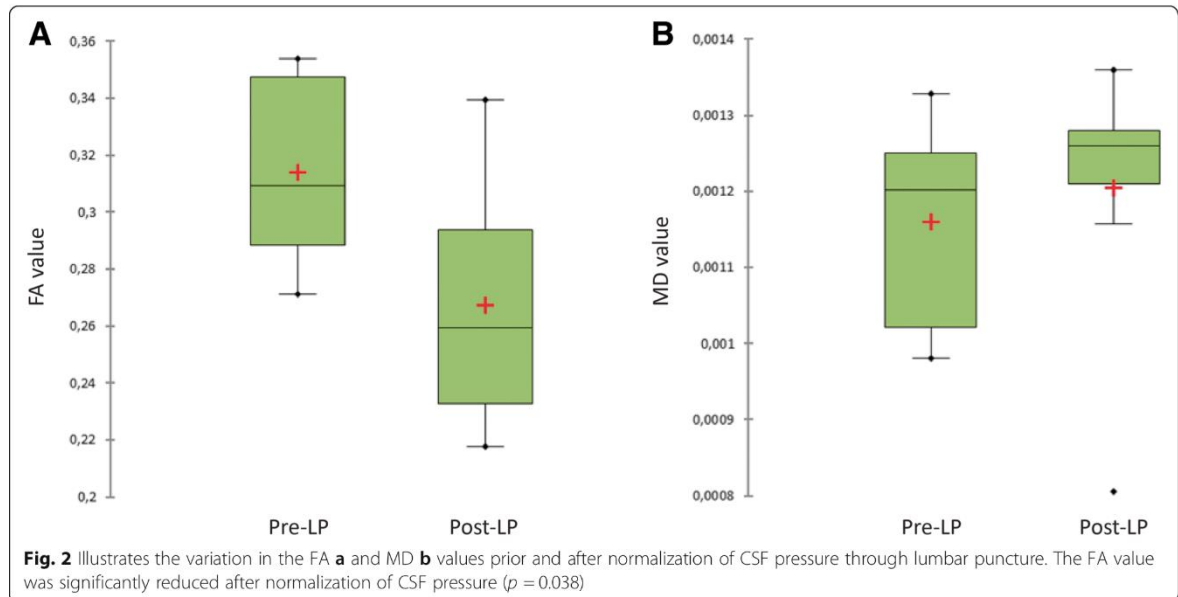 A
B
0,36
0,34
0,32
0,3
0,28
0,26
0,24
0,22
0,2
FA value
Pre-LP
Post-LP
0,0014
0,0013
0,0012
0,0011
0,001
0,0009
0,0008
MD value
Pre-LP
Post-LP
Fig. 2 Illustrates the variation in the FA a and MD b values prior and after normalization of CSF pressure through lumbar puncture. The FA value
was significantly reduced after normalization of CSF pressure (p = 0.038)